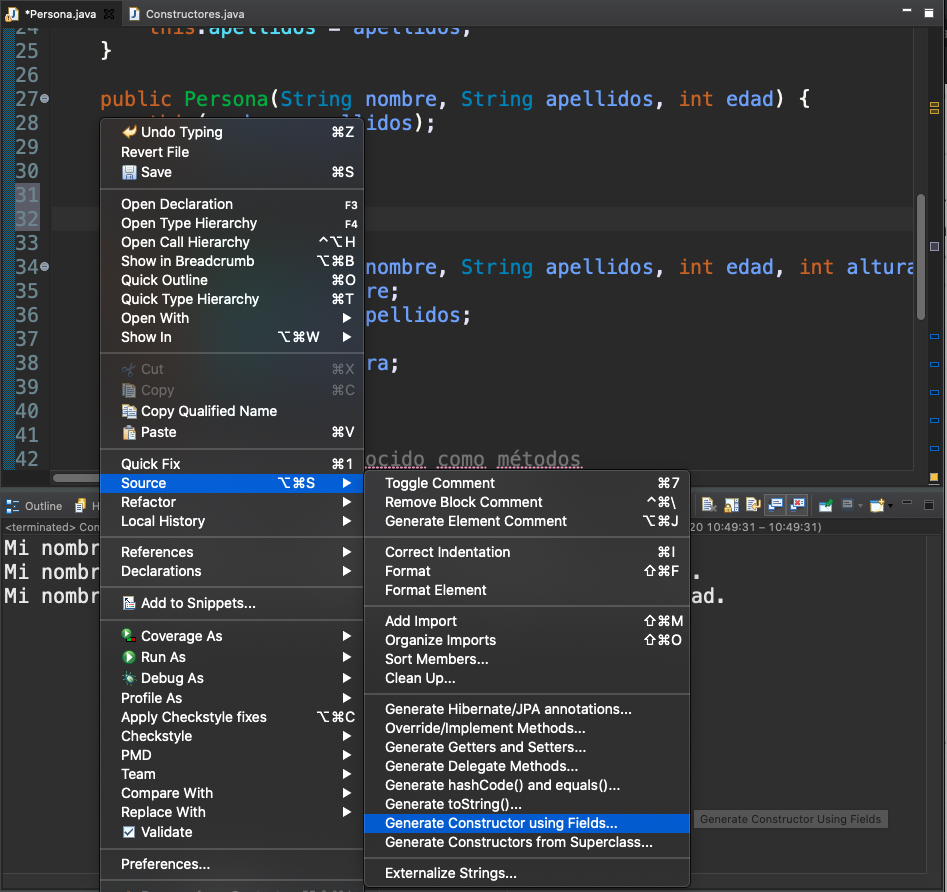 *Persona.java
Constructores.java
24 this.apellidos = apellidos;
25 }
26
27 public Persona(String nombre, String apellidos, int edad) {
28 llidos);
29
30
31
32
33
34 nombre, String apellidos, int edad, int altura
35 re;
36 pellidos;
37
38 ra;
39
40
41
42 ocido como métodos
Undo Typing ⌘Z
Revert File
Save ⌘S
Open Declaration F3
Open Type Hierarchy F4
Open Call Hierarchy ^⌥H
Show in Breadcrumb ⌥⌘B
Quick Outline ⌘O
Quick Type Hierarchy ⌘T
Open With ▶
Show In ⌥⌘W ▶
Cut ⌘X
Copy ⌘C
Copy Qualified Name
Paste ⌘V
Quick Fix ⌘1
Source ⌥⌘S ▶
Refactor ▶
Local History ▶
References ▶
Declarations ▶
Add to Snippets...
Coverage As ▶
Run As ▶
Debug As ▶
Profile As ▶
Apply Checkstyle fixes ⌥⌘C
Checkstyle ▶
PMD ▶
Team ▶
Compare With ▶
Replace With ▶
Validate
Preferences...
Toggle Comment ⌘7
Remove Block Comment ^⌘\
Generate Element Comment ⌥⌘J
Correct Indentation ⌘I
Format ⇧⌘F
Format Element
Add Import ⇧⌘M
Organize Imports ⇧⌘O
Sort Members...
Clean Up...
Generate Hibernate/JPA annotations...
Override/Implement Methods...
Generate Getters and Setters...
Generate Delegate Methods...
Generate hashCode() and equals()...
Generate toString()...
Generate Constructor using Fields...
Generate Constructors from Superclass...
Externalize Strings...
Generate Constructor Using Fields
Outline H
<terminated> Con 20 10:49:31 – 10:49:31)
Mi nombr
Mi nombr .
Mi nombr ad.